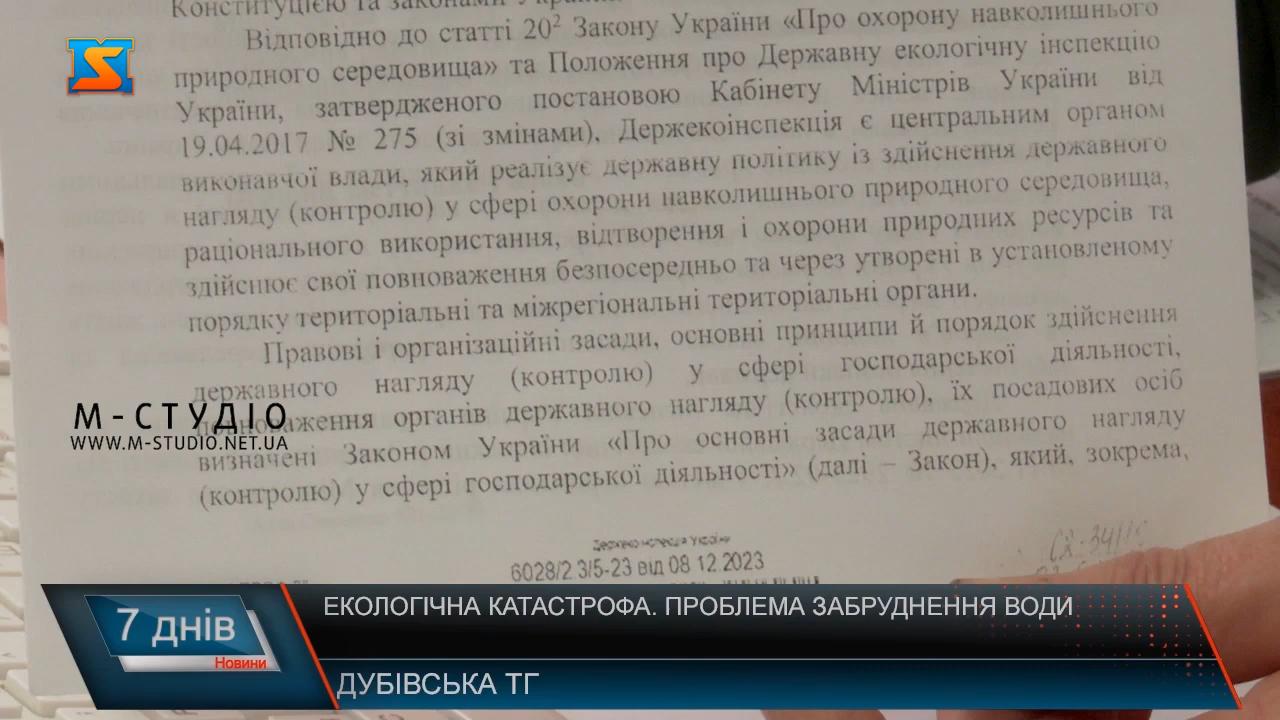 Конституцією та законами України
Відповідно до статті 20² Закону України «Про охорону навколишнього
природного середовища» та Положення про Державну екологічну інспекцію
України, затвердженого постановою Кабінету Міністрів України від
19.04.2017 № 275 (зі змінами), Держекоінспекція є центральним органом
виконавчої влади, який реалізує державну політику із здійснення державного
нагляду (контролю) у сфері охорони навколишнього природного середовища,
раціонального використання, відтворення і охорони природних ресурсів та
здійснює свої повноваження безпосередньо та через утворені в установленому
порядку територіальні та міжрегіональні територіальні органи.
Правові і організаційні засади, основні принципи й порядок здійснення
державного нагляду (контролю) у сфері господарської діяльності,
повноваження органів державного нагляду (контролю), їх посадових осіб
визначені Законом України «Про основні засади державного нагляду
(контролю) у сфері господарської діяльності» (далі – Закон), який, зокрема,
М-СТУДІО
WWW.M-STUDIO.NET.UA
Держекоінспекція України
6028/2.3/5-23 від 08.12.2023
7 днів
Новини
ЕКОЛОГІЧНА КАТАСТРОФА. ПРОБЛЕМА ЗАБРУДНЕННЯ ВОДИ
ДУБІВСЬКА ТГ